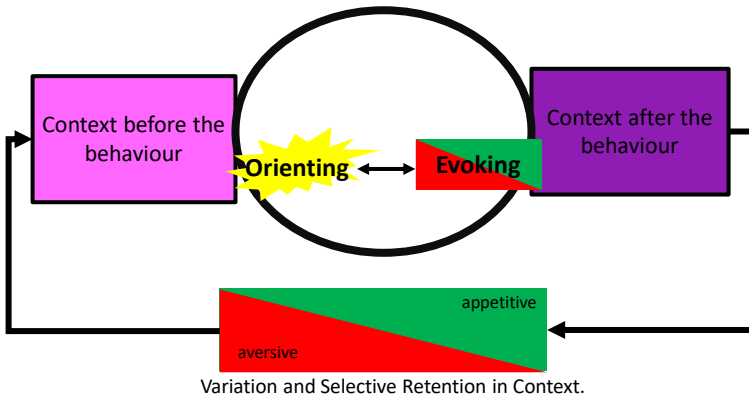 Context before the
behaviour
Orienting
Evoking
Context after the
behaviour
appetitive
aversive
Variation and Selective Retention in Context.